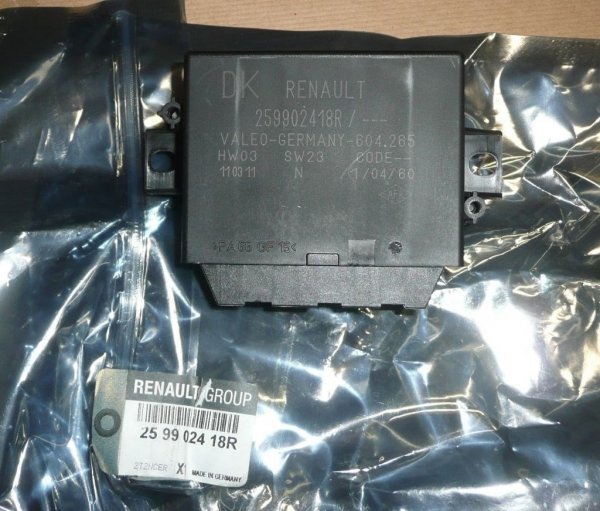 DK RENAULT
259902418R/---
VALEO-GERMANY-604.265
HW03 SW23 CODE--
110311 N 1/04/60
>PA66 GF15<
RENAULT GROUP
25 99 024 18R
X MADE IN GERMANY